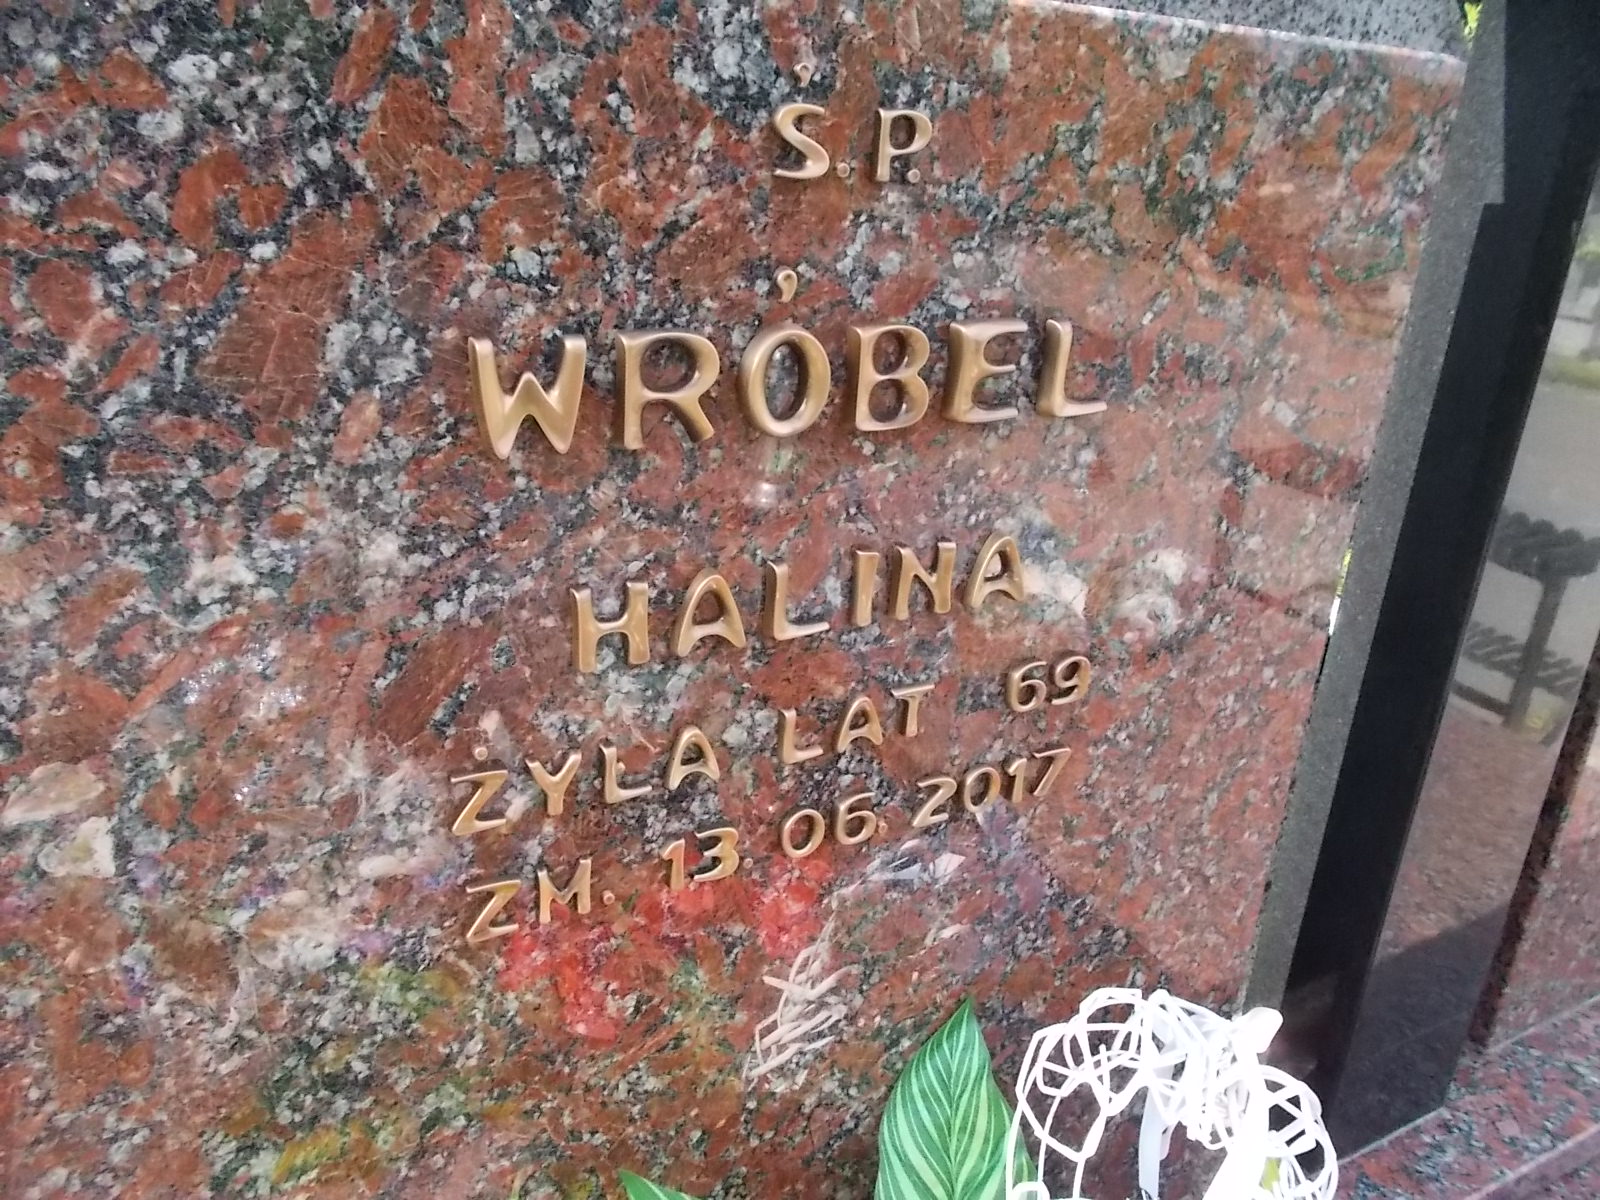 Ś.P.
WRÓBEL
HALINA
ŻYŁA LAT 69
ZM. 13.06.2017